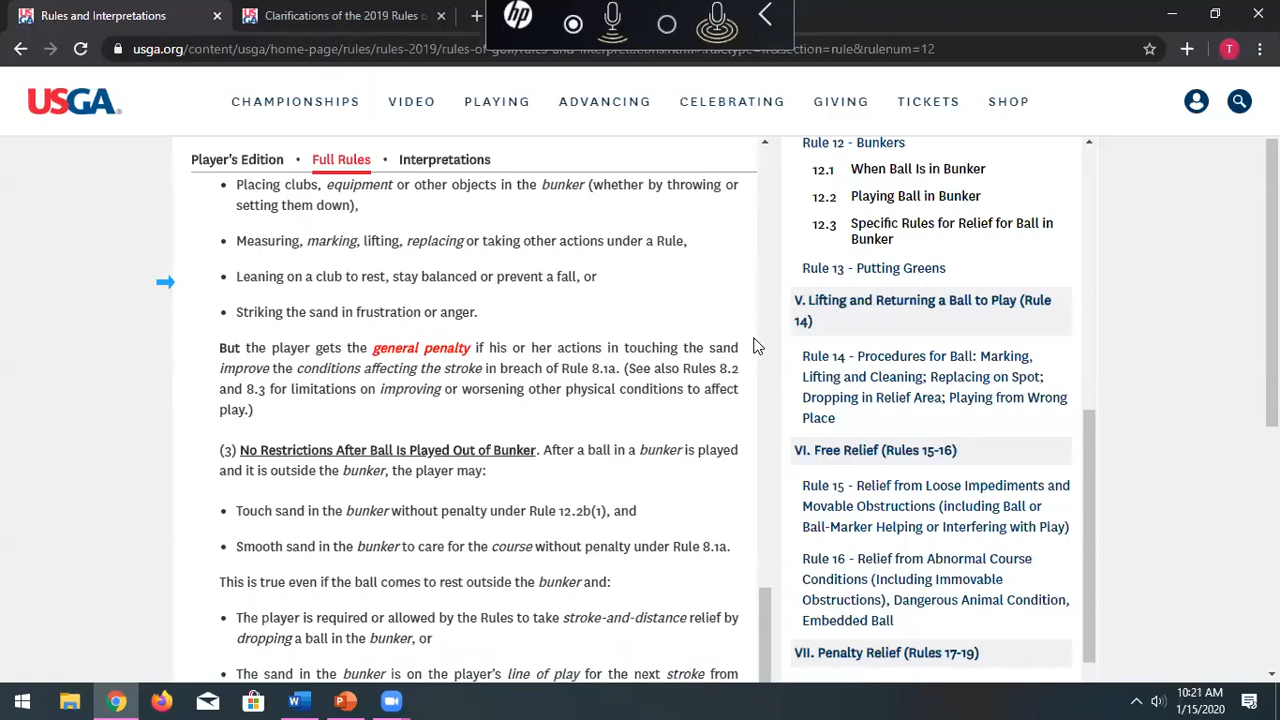 Rules and Interpretations
Clarifications of the 2019 Rules o
hp
usga.org/content/usga/home-page/rules/rules-2019/rules-of-golf/rules-and-interpretations.html#ruletype=fr&section=rule&rulenum=12
T
USGA
CHAMPIONSHIPS VIDEO PLAYING ADVANCING CELEBRATING GIVING TICKETS SHOP
Player's Edition • Full Rules • Interpretations
• Placing clubs, equipment or other objects in the bunker (whether by throwing or
setting them down),
• Measuring, marking, lifting, replacing or taking other actions under a Rule,
• Leaning on a club to rest, stay balanced or prevent a fall, or
• Striking the sand in frustration or anger.
But the player gets the general penalty if his or her actions in touching the sand
improve the conditions affecting the stroke in breach of Rule 8.1a. (See also Rules 8.2
and 8.3 for limitations on improving or worsening other physical conditions to affect
play.)
(3) No Restrictions After Ball Is Played Out of Bunker. After a ball in a bunker is played
and it is outside the bunker, the player may:
• Touch sand in the bunker without penalty under Rule 12.2b(1), and
• Smooth sand in the bunker to care for the course without penalty under Rule 8.1a.
This is true even if the ball comes to rest outside the bunker and:
• The player is required or allowed by the Rules to take stroke-and-distance relief by
dropping a ball in the bunker, or
• The sand in the bunker is on the player's line of play for the next stroke from
Rule 12 - Bunkers
12.1 When Ball Is in Bunker
12.2 Playing Ball in Bunker
12.3 Specific Rules for Relief for Ball in
Bunker
Rule 13 - Putting Greens
V. Lifting and Returning a Ball to Play (Rule
14)
Rule 14 - Procedures for Ball: Marking,
Lifting and Cleaning; Replacing on Spot;
Dropping in Relief Area; Playing from Wrong
Place
VI. Free Relief (Rules 15-16)
Rule 15 - Relief from Loose Impediments and
Movable Obstructions (including Ball or
Ball-Marker Helping or Interfering with Play)
Rule 16 - Relief from Abnormal Course
Conditions (Including Immovable
Obstructions), Dangerous Animal Condition,
Embedded Ball
VII. Penalty Relief (Rules 17-19)
10:21 AM
1/15/2020